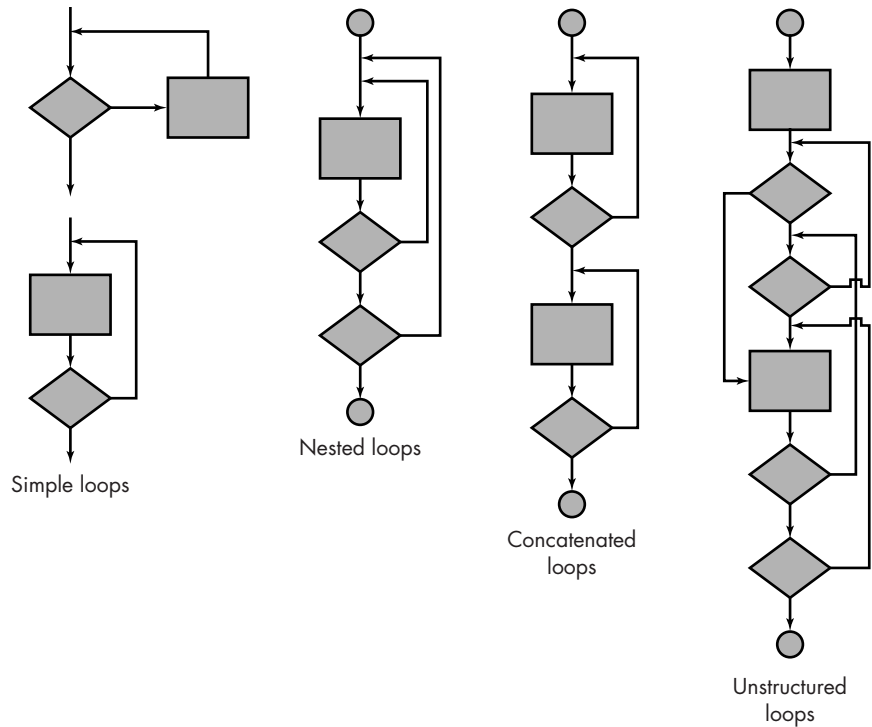 Simple loops
Nested loops
Concatenated
loops
Unstructured
loops